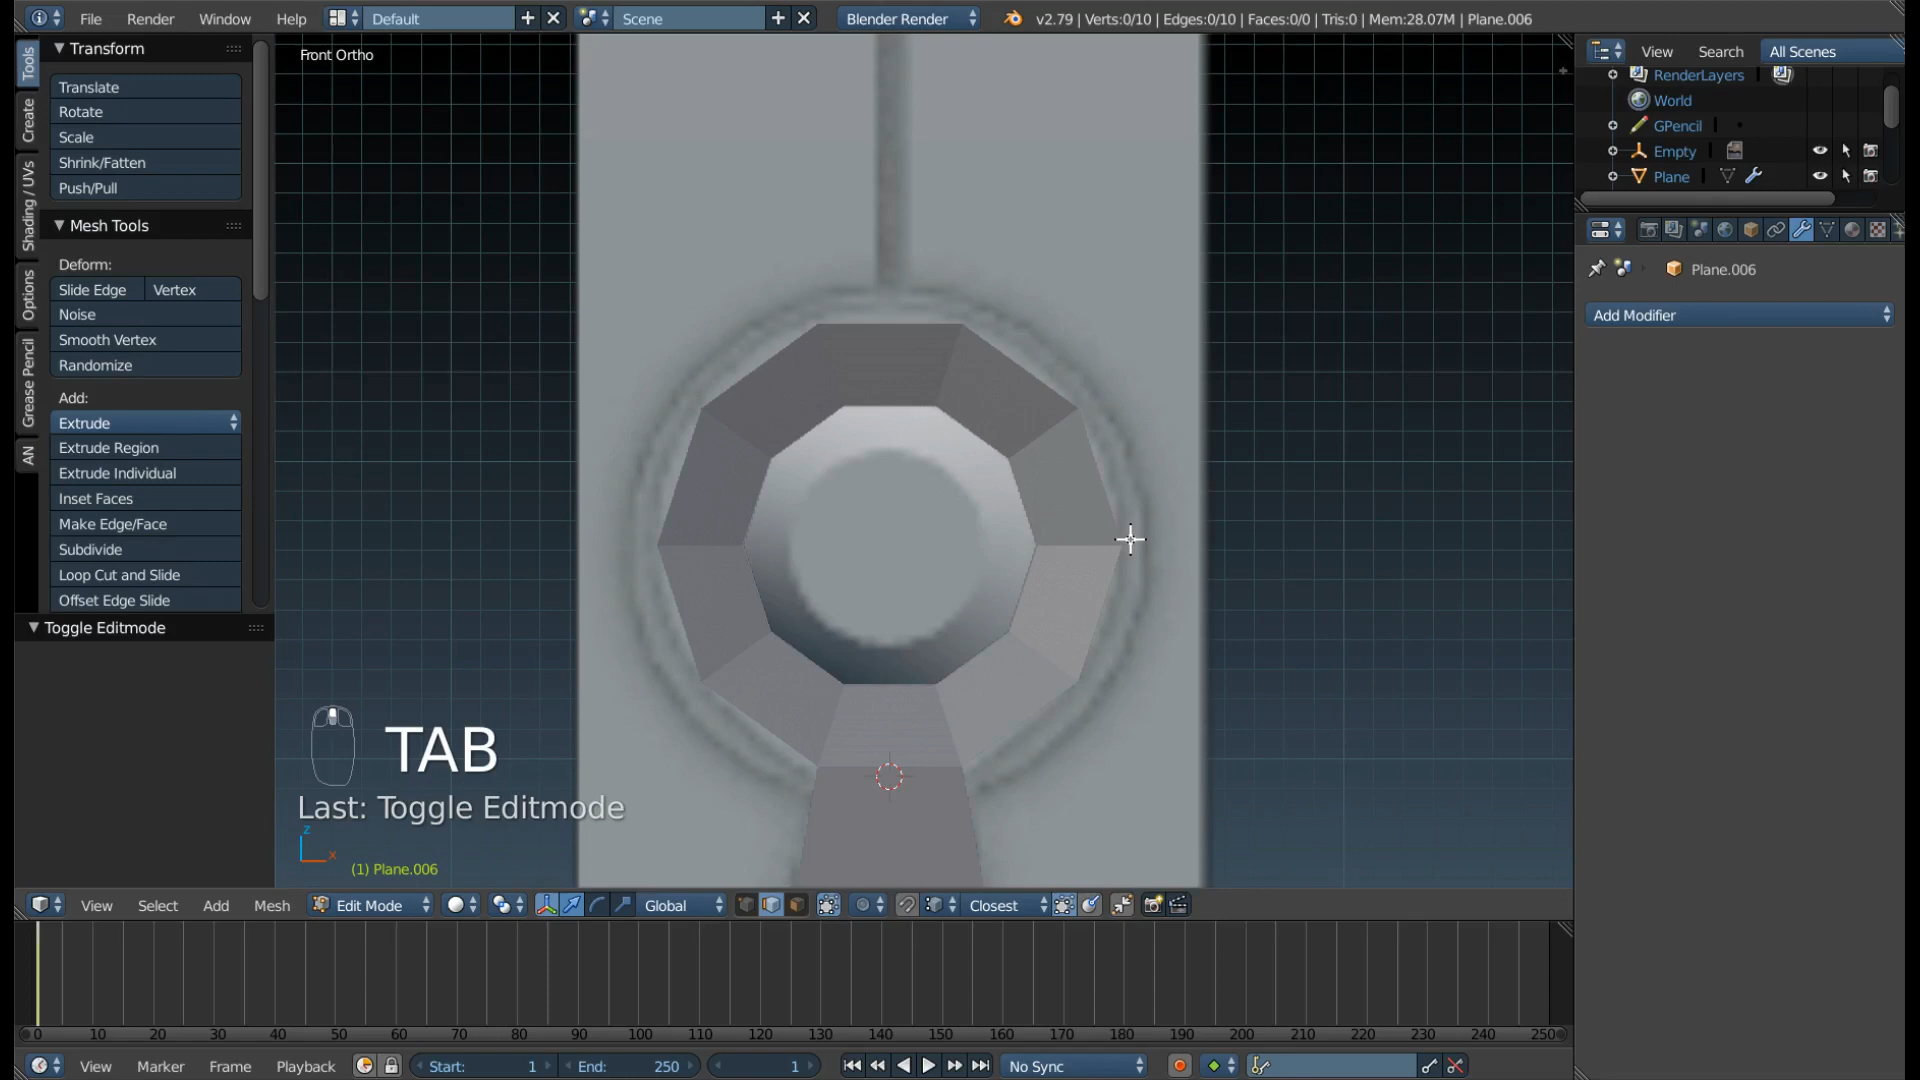 File Render Window Help Default Scene Blender Render v2.79 | Verts:0/10 | Edges:0/10 | Faces:0/0 | Tris:0 | Mem:28.07M | Plane.006
Tools
Create
Shading / UVs
Options
Grease Pencil
AN
Transform
Translate
Rotate
Scale
Shrink/Fatten
Push/Pull
Mesh Tools
Deform:
Slide Edge Vertex
Noise
Smooth Vertex
Randomize
Add:
Extrude
Extrude Region
Extrude Individual
Inset Faces
Make Edge/Face
Subdivide
Loop Cut and Slide
Offset Edge Slide
Toggle Editmode
Front Ortho
TAB
Last: Toggle Editmode
z
x
(1) Plane.006
View Search All Scenes
RenderLayers
World
GPencil
Empty
Plane
Plane.006
Add Modifier
View Select Add Mesh Edit Mode Global Closest
0 10 20 30 40 50 60 70 80 90 100 110 120 130 140 150 160 170 180 190 200 210 220 230 240 250
View Marker Frame Playback Start: 1 End: 250 1 No Sync